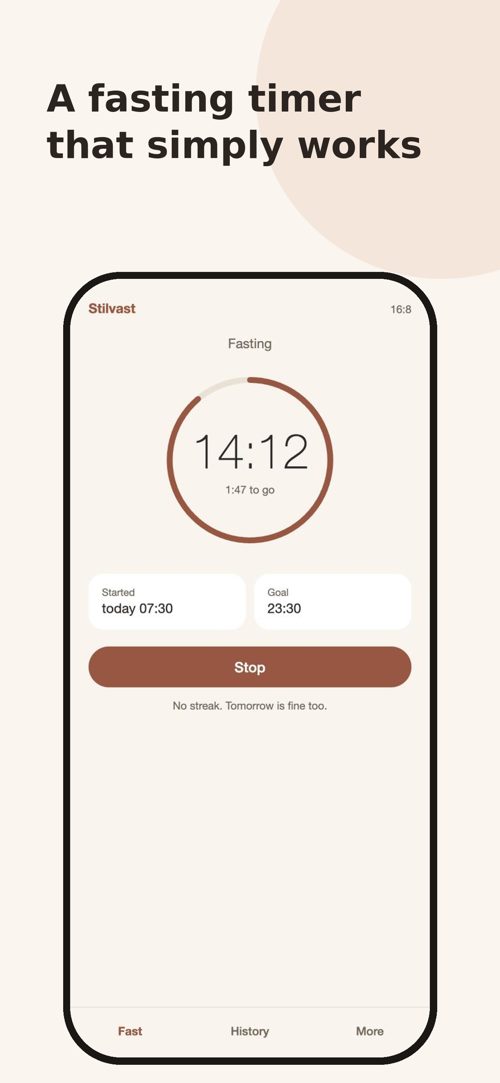 A fasting timer
that simply works
Stilvast
16:8
Fasting
14:12
1:47 to go
Started
today 07:30
Goal
23:30
Stop
No streak. Tomorrow is fine too.
Fast
History
More